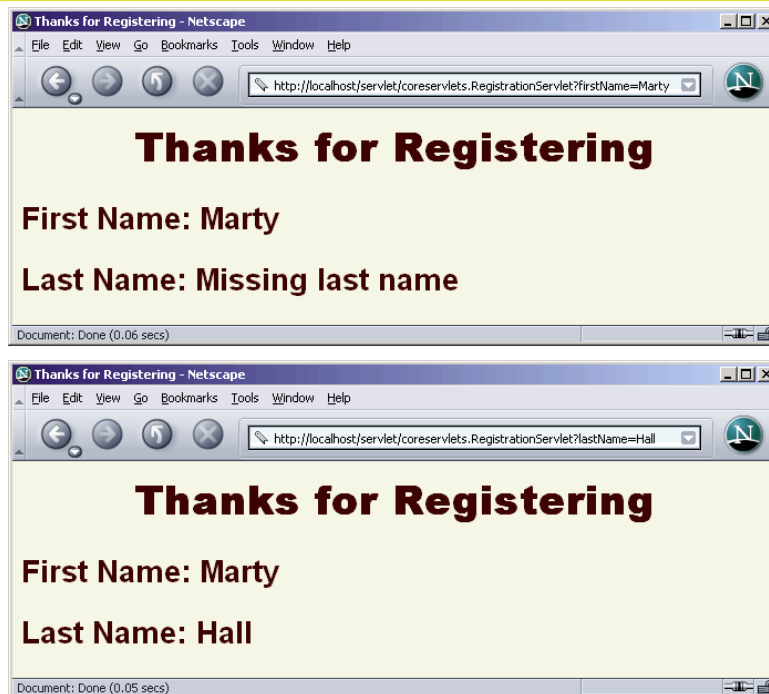 Thanks for Registering - Netscape
File Edit View Go Bookmarks Tools Window Help
http://localhost/servlet/coreservlets.RegistrationServlet?firstName=Marty
N
Thanks for Registering
First Name: Marty
Last Name: Missing last name
Document: Done (0.06 secs)
Thanks for Registering - Netscape
File Edit View Go Bookmarks Tools Window Help
http://localhost/servlet/coreservlets.RegistrationServlet?lastName=Hall
N
Thanks for Registering
First Name: Marty
Last Name: Hall
Document: Done (0.05 secs)